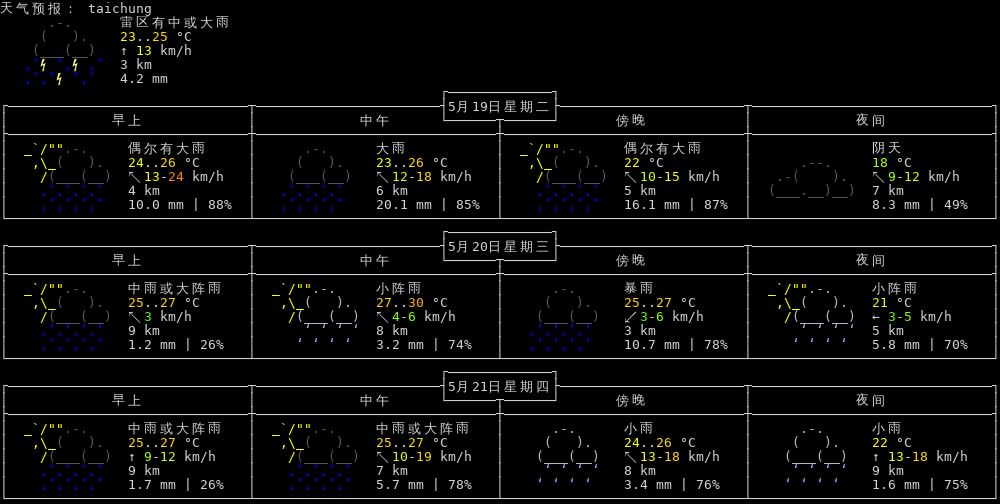 天气预报： taichung
雷区有中或大雨
23..25 °C
↑ 13 km/h
3 km
4.2 mm
5月19日星期二
早上 中午 傍晚 夜间
偶尔有大雨 大雨 偶尔有大雨 阴天
24..26 °C 23..26 °C 22 °C 18 °C
↖13-24 km/h ↖12-18 km/h ↖10-15 km/h ↖9-12 km/h
4 km 6 km 5 km 7 km
10.0 mm | 88% 20.1 mm | 85% 16.1 mm | 87% 8.3 mm | 49%
5月20日星期三
早上 中午 傍晚 夜间
中雨或大阵雨 小阵雨 暴雨 小阵雨
25..27 °C 27..30 °C 25..27 °C 21 °C
↖3 km/h ↖4-6 km/h ↙3-6 km/h ← 3-5 km/h
9 km 8 km 3 km 5 km
1.2 mm | 26% 3.2 mm | 74% 10.7 mm | 78% 5.8 mm | 70%
5月21日星期四
早上 中午 傍晚 夜间
中雨或大阵雨 中雨或大阵雨 小雨 小雨
25..27 °C 25..27 °C 24..26 °C 22 °C
↑ 9-12 km/h ↖10-19 km/h ↖13-18 km/h ↑ 13-18 km/h
9 km 7 km 8 km 9 km
1.7 mm | 26% 5.7 mm | 78% 3.4 mm | 76% 1.6 mm | 75%